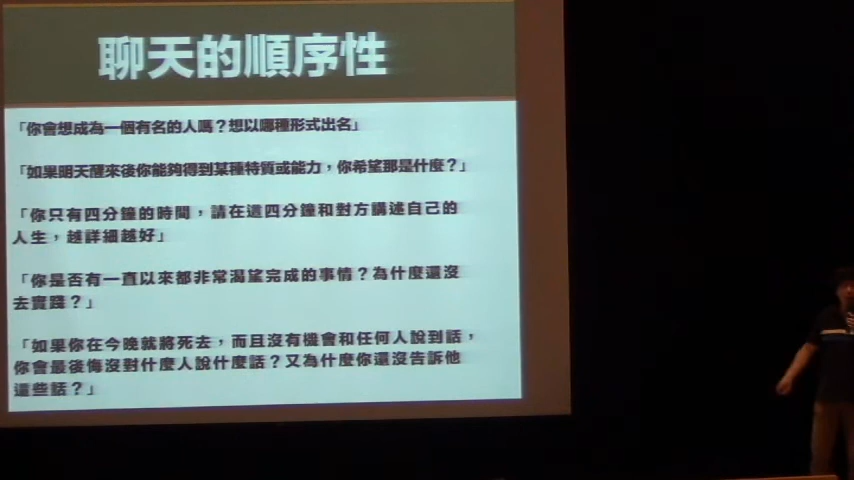 聊天的順序性
「你會想成為一個有名的人嗎？想以哪種形式出名」
「如果明天醒來後你能夠得到某種特質或能力，你希望那是什麼？」
「你只有四分鐘的時間，請在這四分鐘和對方講述自己的
人生，越詳細越好」
「你是否有一直以來都非常渴望完成的事情？為什麼還沒
去實踐？」
「如果你在今晚就將死去，而且沒有機會和任何人說到話，
你會最後悔沒對什麼人說什麼話？又為什麼你還沒告訴他
這些話？」